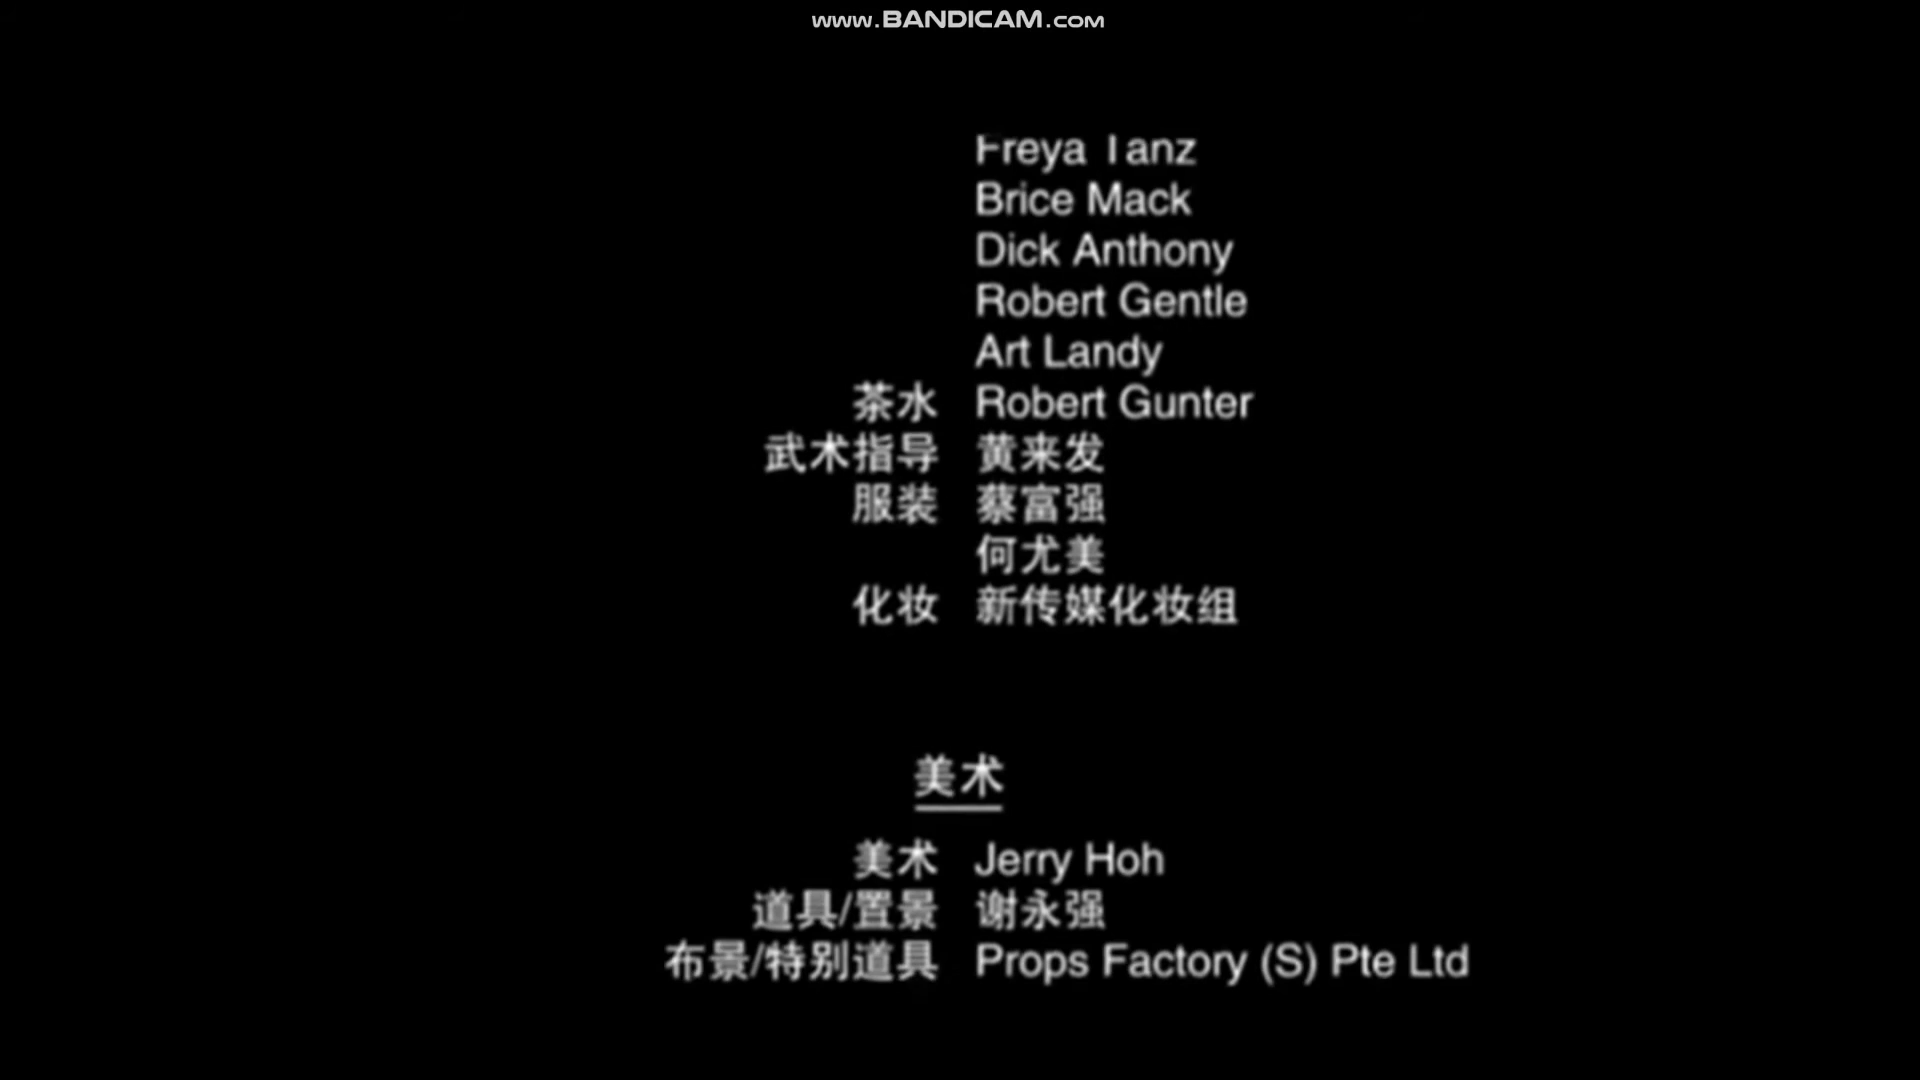 www.BANDICAM.com
Freya Tanz
Brice Mack
Dick Anthony
Robert Gentle
Art Landy
茶水 Robert Gunter
武术指导 黄来发
服装 蔡富强
何尤美
化妆 新传媒化妆组
美术
美术 Jerry Hoh
道具/置景 谢永强
布景/特别道具 Props Factory (S) Pte Ltd